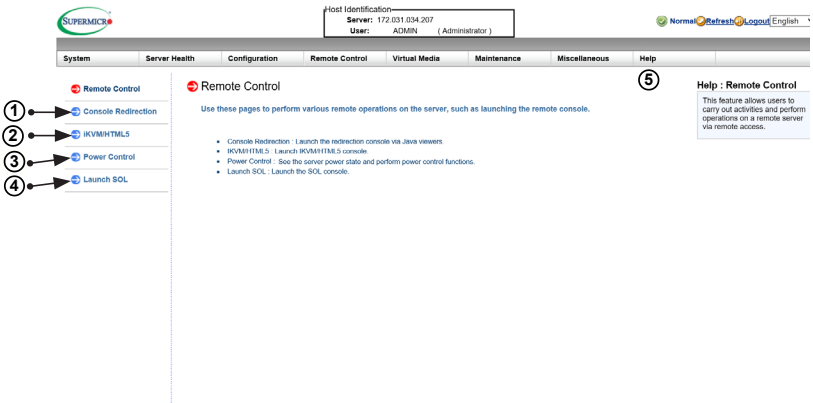 SUPERMICR
Host Identification
Server: 172.031.034.207
User: ADMIN ( Administrator )
Normal Refresh Logout English
System Server Health Configuration Remote Control Virtual Media Maintenance Miscellaneous Help
Remote Control
1 Console Redirection
2 iKVM/HTML5
3 Power Control
4 Launch SOL
Remote Control
Use these pages to perform various remote operations on the server, such as launching the remote console.
• Console Redirection : Launch the redirection console via Java viewers.
• IKVM/HTML5 : Launch IKVM/HTML5 console
• Power Control : See the server power state and perform power control functions.
• Launch SOL : Launch the SOL console.
5
Help : Remote Control
This feature allows users to
carry out activities and perform
operations on a remote server
via remote access.